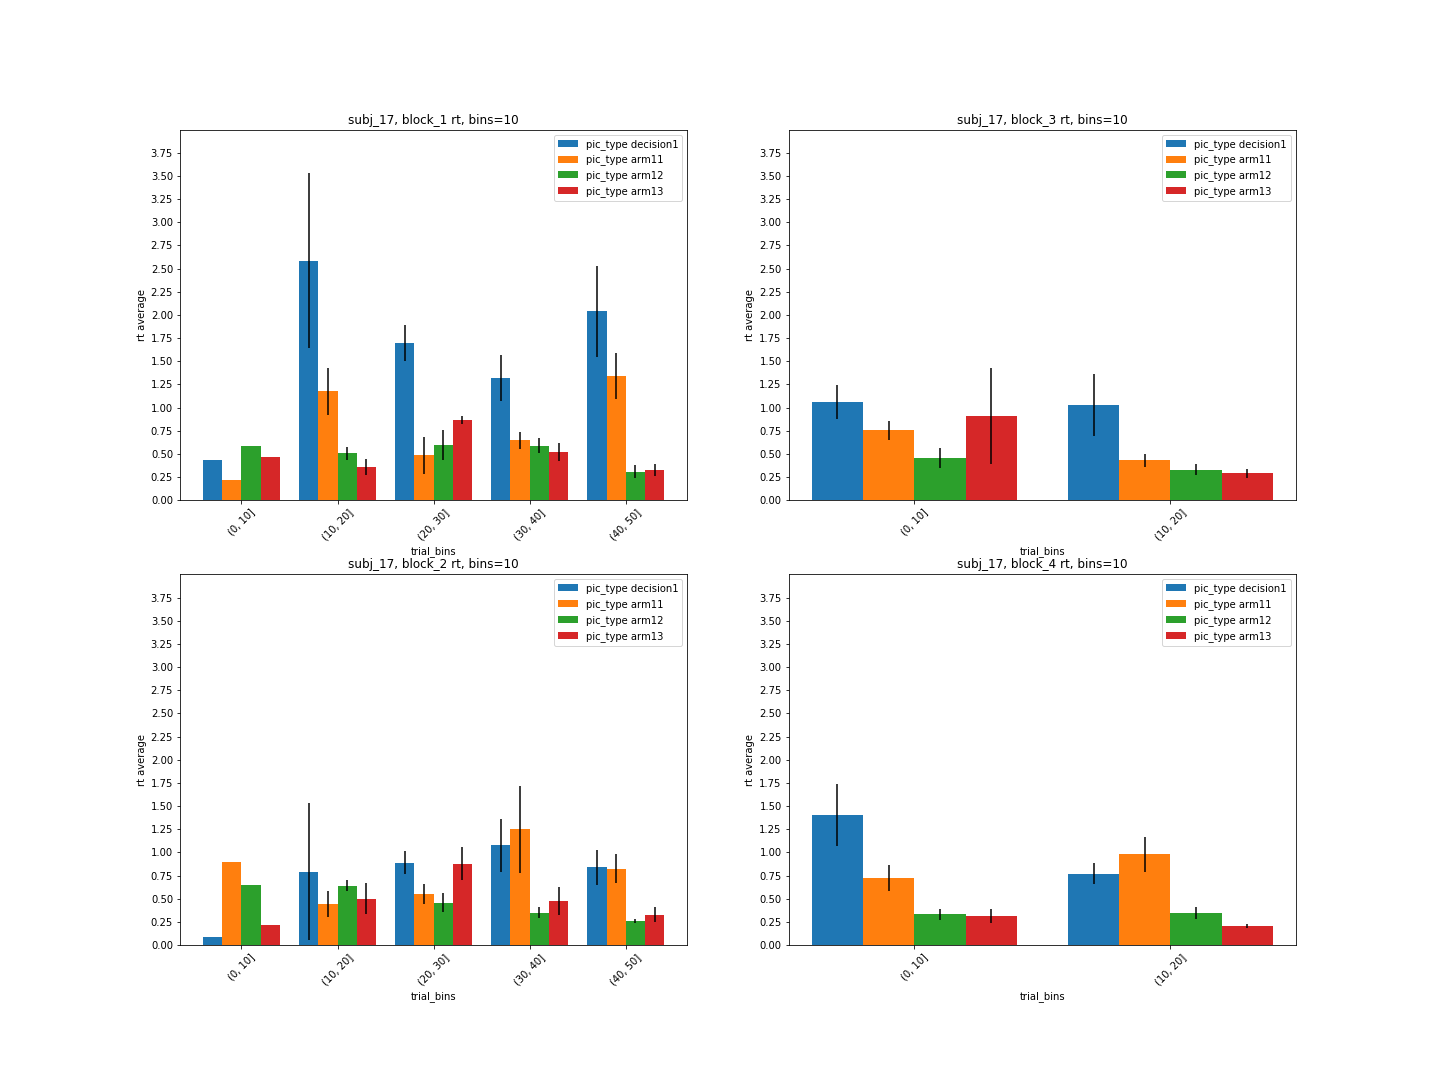 subj_17, block_1 rt, bins=10
pic_type decision1
pic_type arm11
pic_type arm12
pic_type arm13
3.75
3.50
3.25
3.00
2.75
2.50
2.25
2.00
1.75
1.50
1.25
1.00
0.75
0.50
0.25
0.00
rt average
(0, 10]
(10, 20]
(20, 30]
(30, 40]
(40, 50]
trial_bins
subj_17, block_3 rt, bins=10
pic_type decision1
pic_type arm11
pic_type arm12
pic_type arm13
3.75
3.50
3.25
3.00
2.75
2.50
2.25
2.00
1.75
1.50
1.25
1.00
0.75
0.50
0.25
0.00
rt average
(0, 10]
(10, 20]
trial_bins
subj_17, block_2 rt, bins=10
pic_type decision1
pic_type arm11
pic_type arm12
pic_type arm13
3.75
3.50
3.25
3.00
2.75
2.50
2.25
2.00
1.75
1.50
1.25
1.00
0.75
0.50
0.25
0.00
rt average
(0, 10]
(10, 20]
(20, 30]
(30, 40]
(40, 50]
trial_bins
subj_17, block_4 rt, bins=10
pic_type decision1
pic_type arm11
pic_type arm12
pic_type arm13
3.75
3.50
3.25
3.00
2.75
2.50
2.25
2.00
1.75
1.50
1.25
1.00
0.75
0.50
0.25
0.00
rt average
(0, 10]
(10, 20]
trial_bins